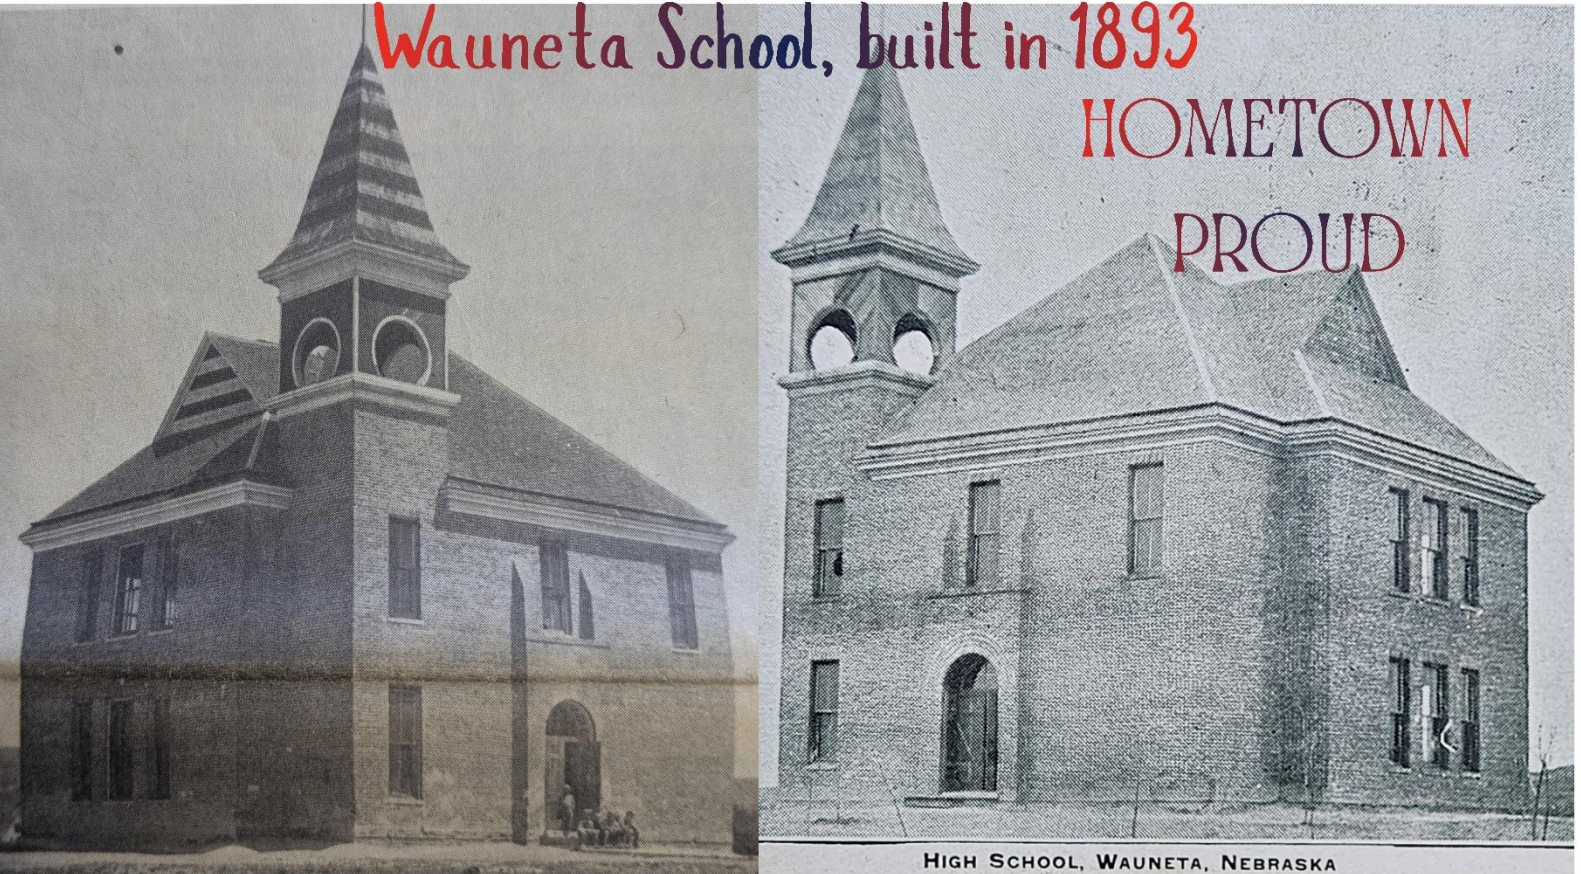 Wauneta School, built in 1893
HOMETOWN
PROUD
HIGH SCHOOL, WAUNETA, NEBRASKA